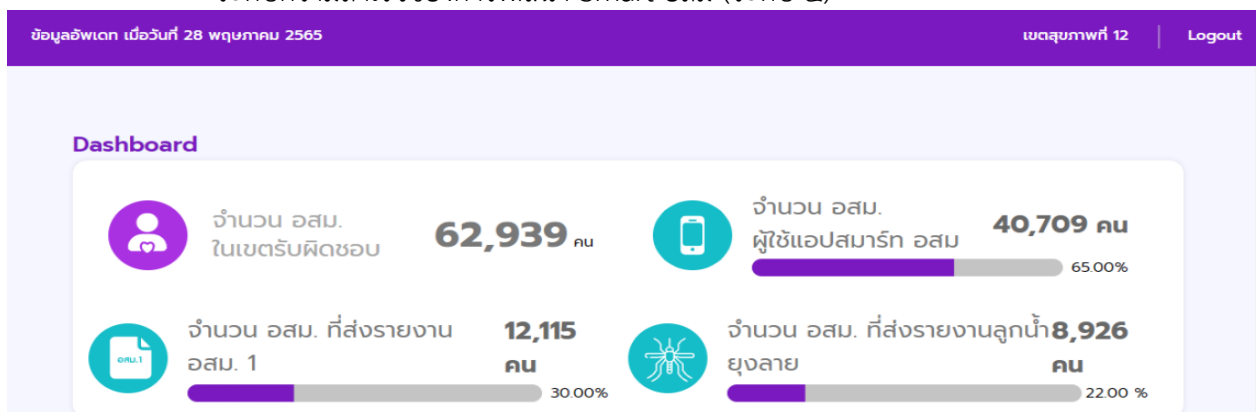 ข้อมูลอัพเดท เมื่อวันที่ 28 พฤษภาคม 2565
เขตสุขภาพที่ 12
Logout
Dashboard
จำนวน อสม.
ในเขตรับผิดชอบ
62,939 คน
จำนวน อสม.
ผู้ใช้แอปสมาร์ท อสม
40,709 คน
65.00%
อสม.1
จำนวน อสม. ที่ส่งรายงาน
อสม. 1
12,115
คน
30.00%
จำนวน อสม. ที่ส่งรายงานลูกน้ำ
ยุงลาย
8,926
คน
22.00 %